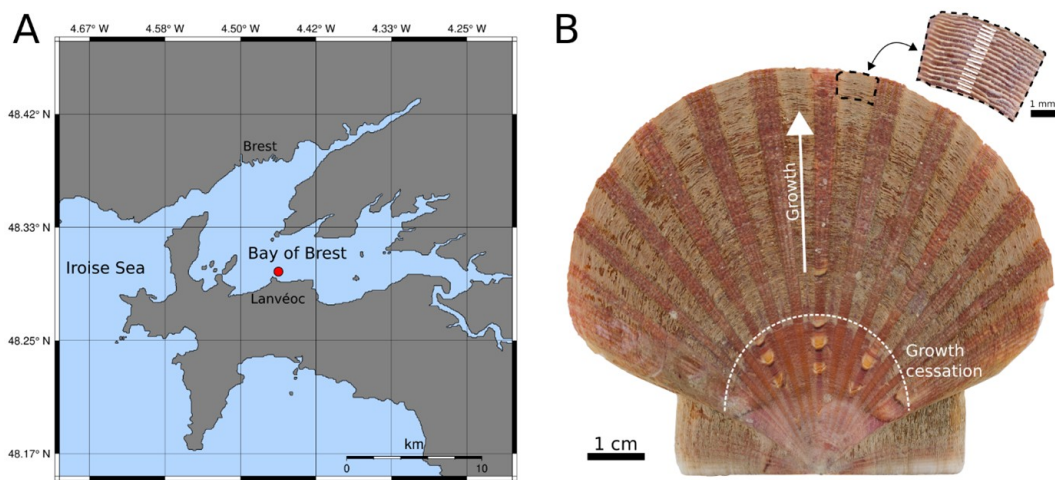 A
4.67° W 4.58° W 4.50° W 4.42° W 4.33° W 4.25° W
48.42° N
48.33° N
48.25° N
48.17° N
Brest
Bay of Brest
Iroise Sea
Lanvéoc
km
0 10
B
1 mm
Growth
Growth
cessation
1 cm